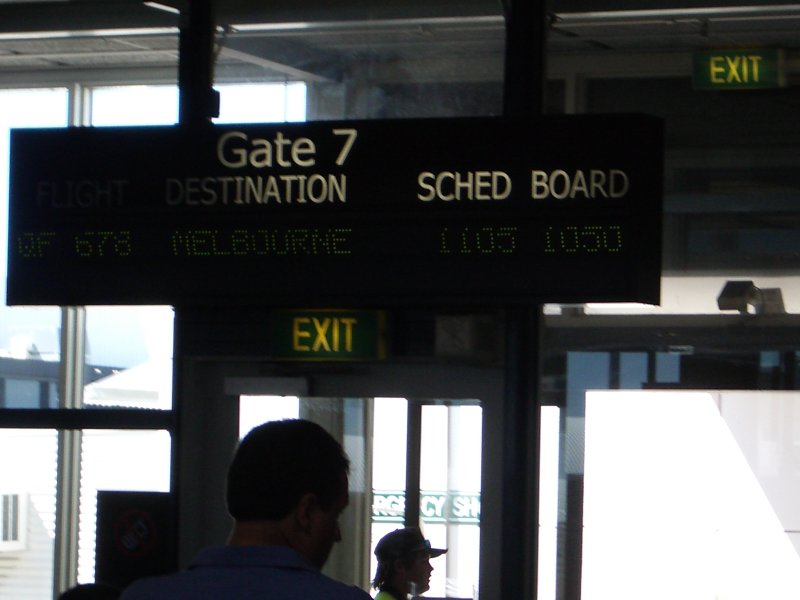 EXIT
Gate 7
FLIGHT DESTINATION SCHED BOARD
QF 678 MELBOURNE 1105 1050
EXIT